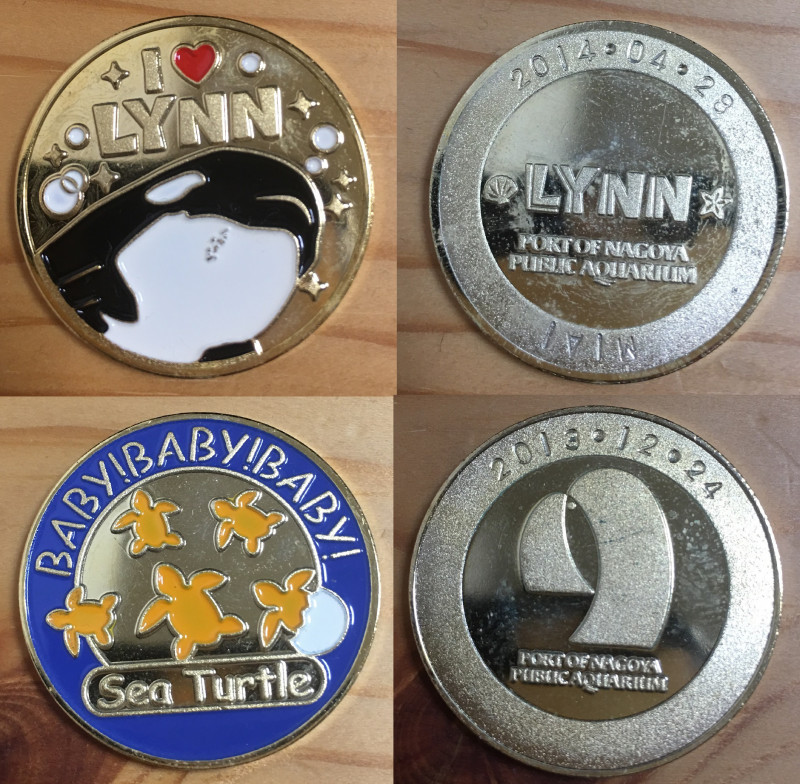 I ♥
LYNN
2014•04•29
LYNN
PORT OF NAGOYA
PUBLIC AQUARIUM
MIAI
BABY!BABY!BABY!
Sea Turtle
2013•12•24
PORT OF NAGOYA
PUBLIC AQUARIUM